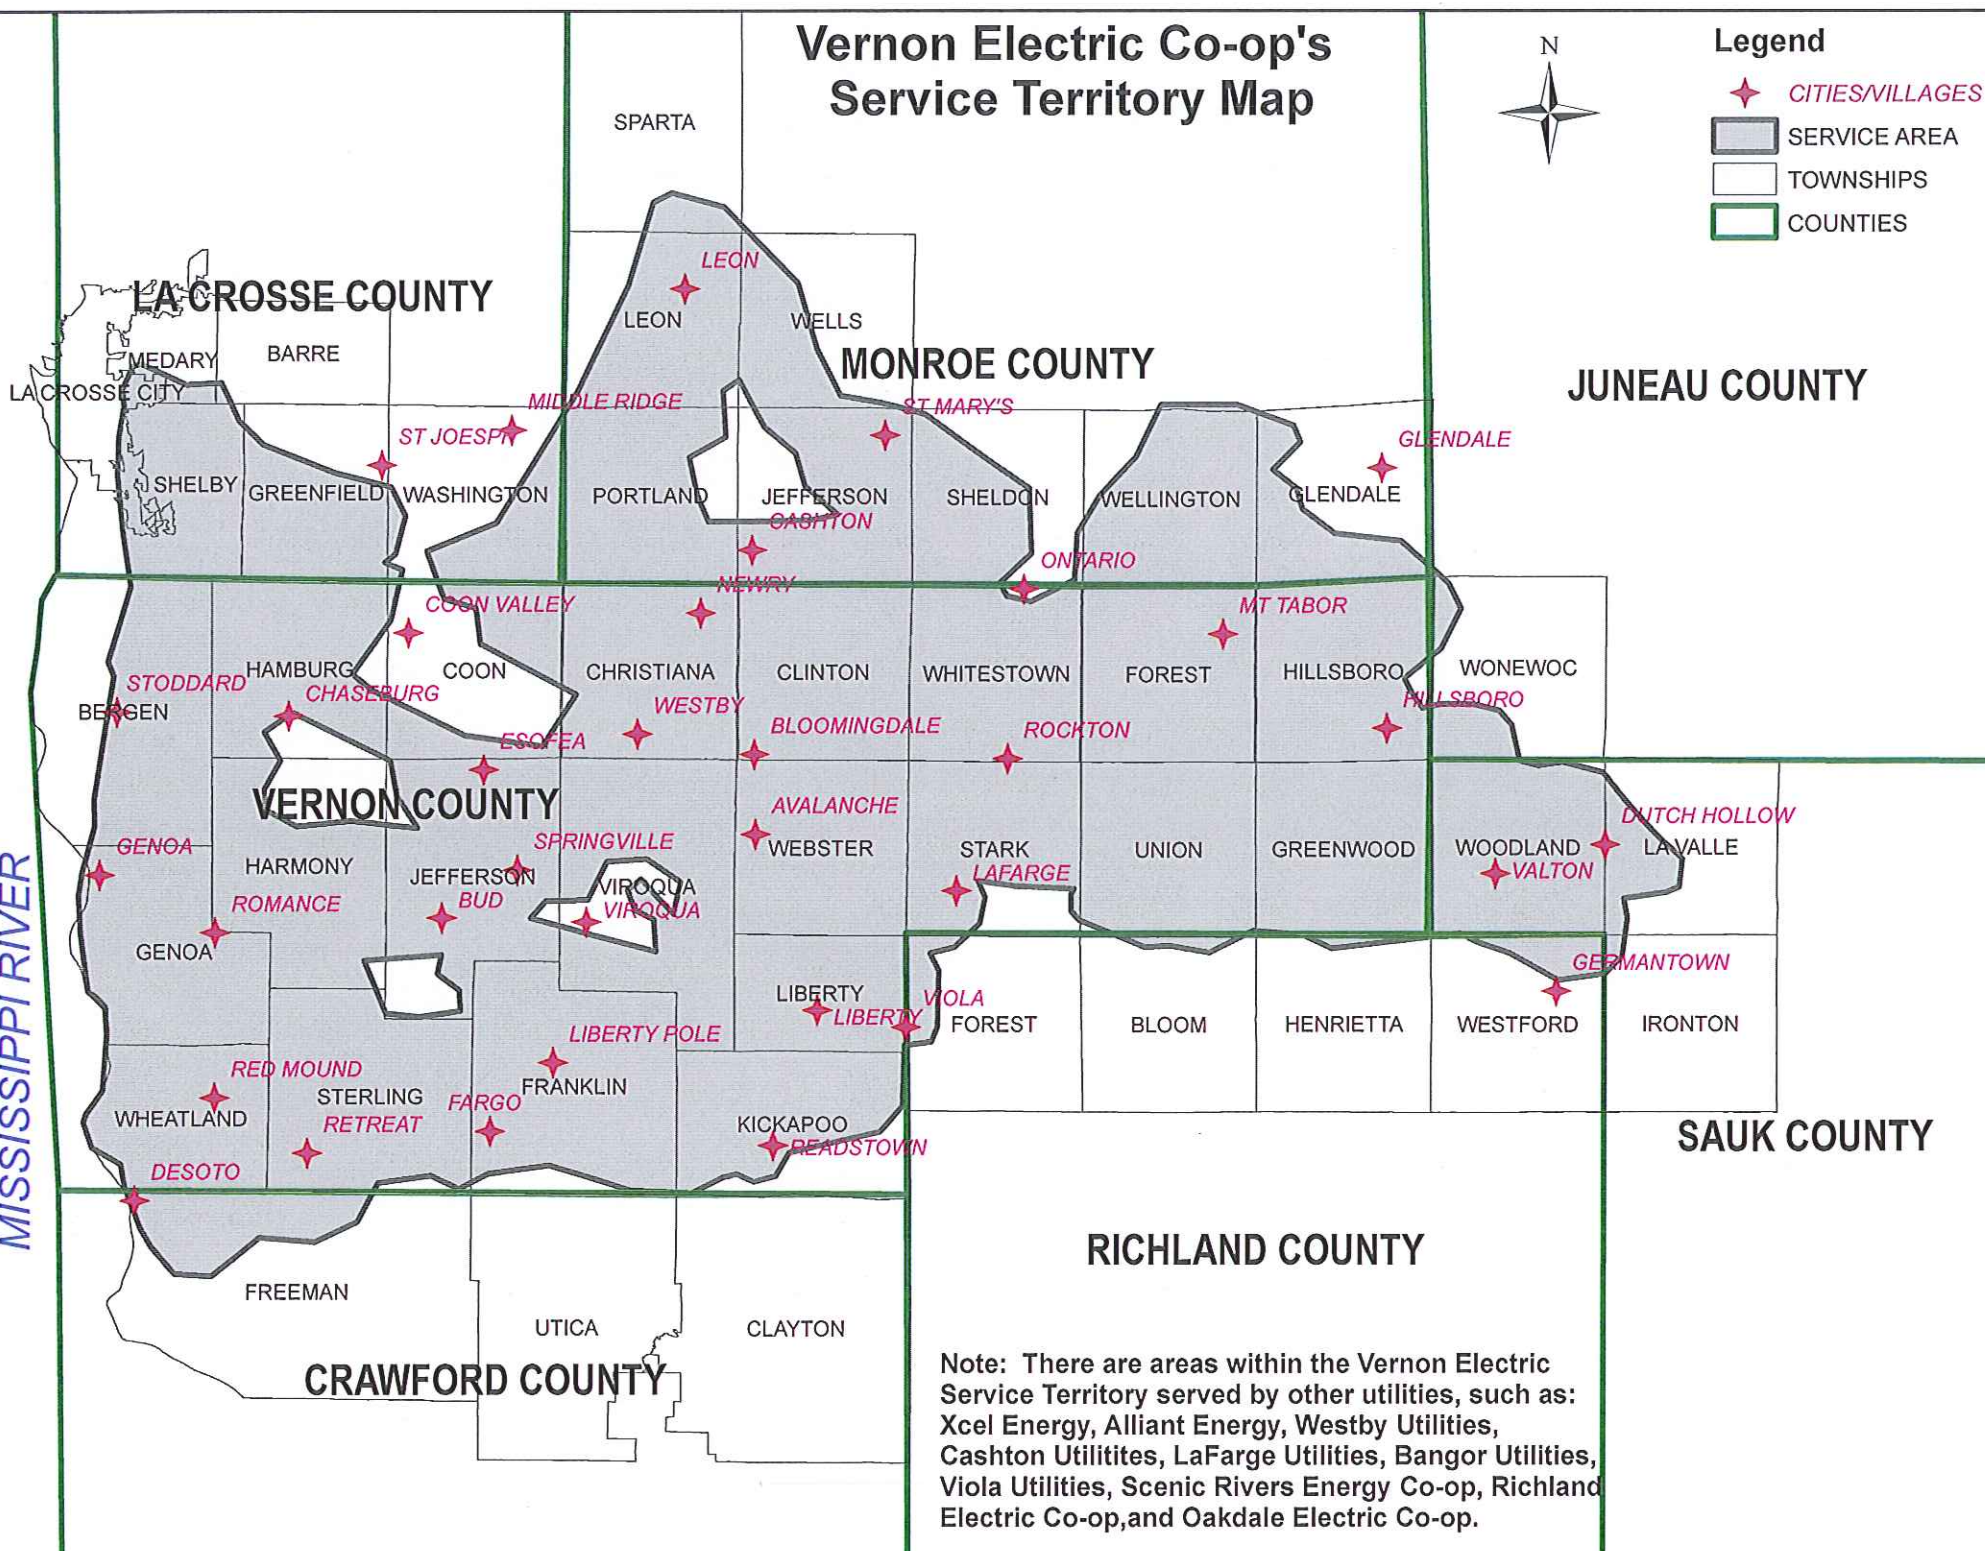 Vernon Electric Co-op's
Service Territory Map
N
Legend
CITIES/VILLAGES
SERVICE AREA
TOWNSHIPS
COUNTIES
SPARTA
LEON
LEON
WELLS
LA CROSSE COUNTY
MONROE COUNTY
JUNEAU COUNTY
MEDARY
BARRE
LA CROSSE CITY
MIDDLE RIDGE
ST MARY'S
ST JOESPH
GLENDALE
SHELBY
GREENFIELD
WASHINGTON
PORTLAND
JEFFERSON
SHELDON
WELLINGTON
GLENDALE
CASHTON
ONTARIO
NEWRY
COON VALLEY
MT TABOR
HAMBURG
COON
CHRISTIANA
CLINTON
WHITESTOWN
FOREST
HILLSBORO
WONEWOC
STODDARD
CHASEBURG
HILLSBORO
BERGEN
WESTBY
BLOOMINGDALE
ROCKTON
ESOFEA
VERNON COUNTY
AVALANCHE
DUTCH HOLLOW
GENOA
SPRINGVILLE
WEBSTER
STARK
UNION
GREENWOOD
WOODLAND
LA VALLE
HARMONY
JEFFERSON
VIROQUA
LAFARGE
VALTON
ROMANCE
BUD
VIROQUA
GENOA
GERMANTOWN
MISSISSIPPI RIVER
LIBERTY
VIOLA
LIBERTY
FOREST
BLOOM
HENRIETTA
WESTFORD
IRONTON
LIBERTY POLE
RED MOUND
STERLING
FRANKLIN
WHEATLAND
RETREAT
FARGO
KICKAPOO
READSTOWN
SAUK COUNTY
DESOTO
RICHLAND COUNTY
FREEMAN
UTICA
CLAYTON
CRAWFORD COUNTY
Note: There are areas within the Vernon Electric
Service Territory served by other utilities, such as:
Xcel Energy, Alliant Energy, Westby Utilities,
Cashton Utilitites, LaFarge Utilities, Bangor Utilities,
Viola Utilities, Scenic Rivers Energy Co-op, Richland
Electric Co-op,and Oakdale Electric Co-op.